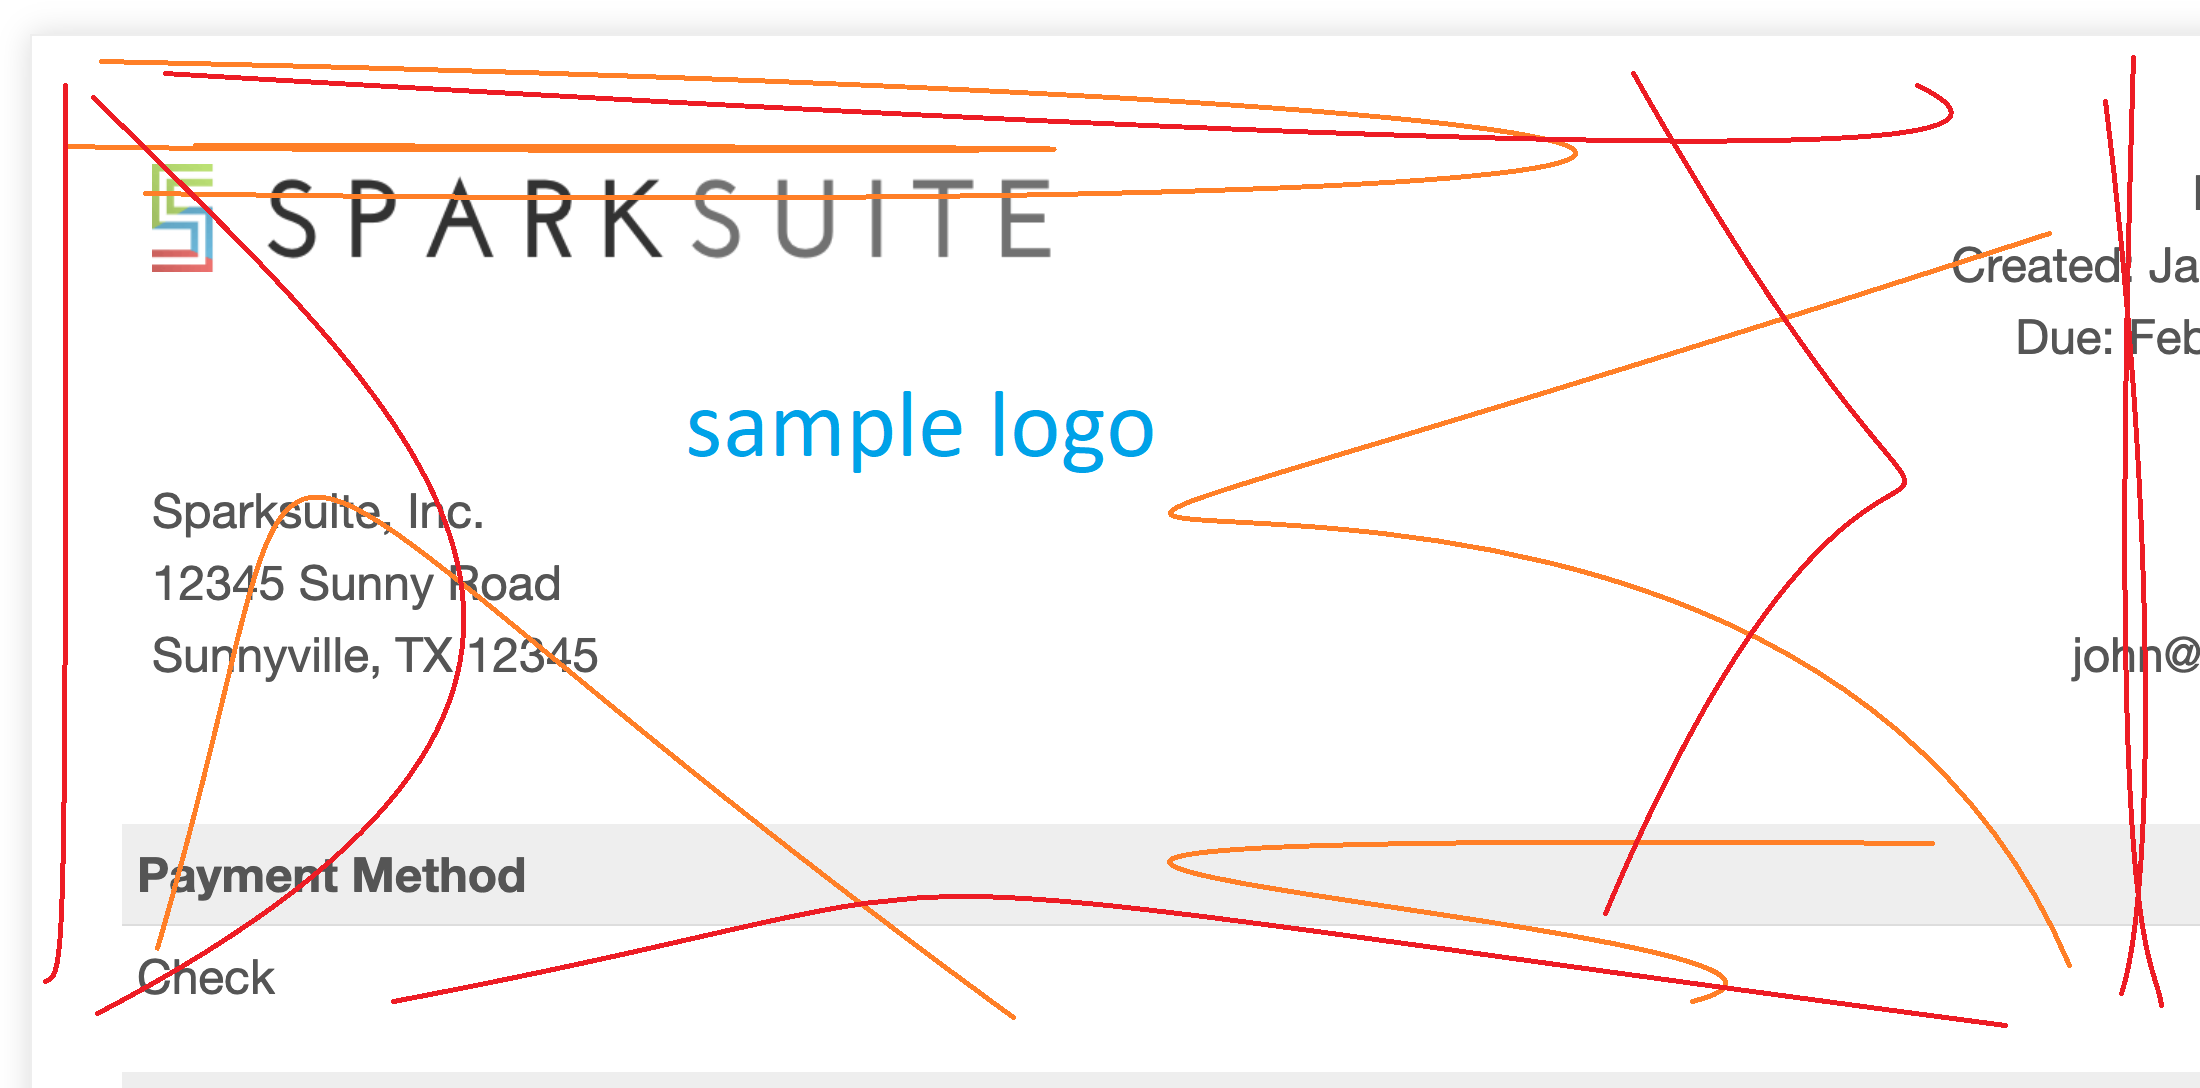 SPARKSUITE
Created: Ja
Due: Feb
sample logo
Sparksuite, Inc.
12345 Sunny Road
Sunnyville, TX 12345
john@
Payment Method
Check